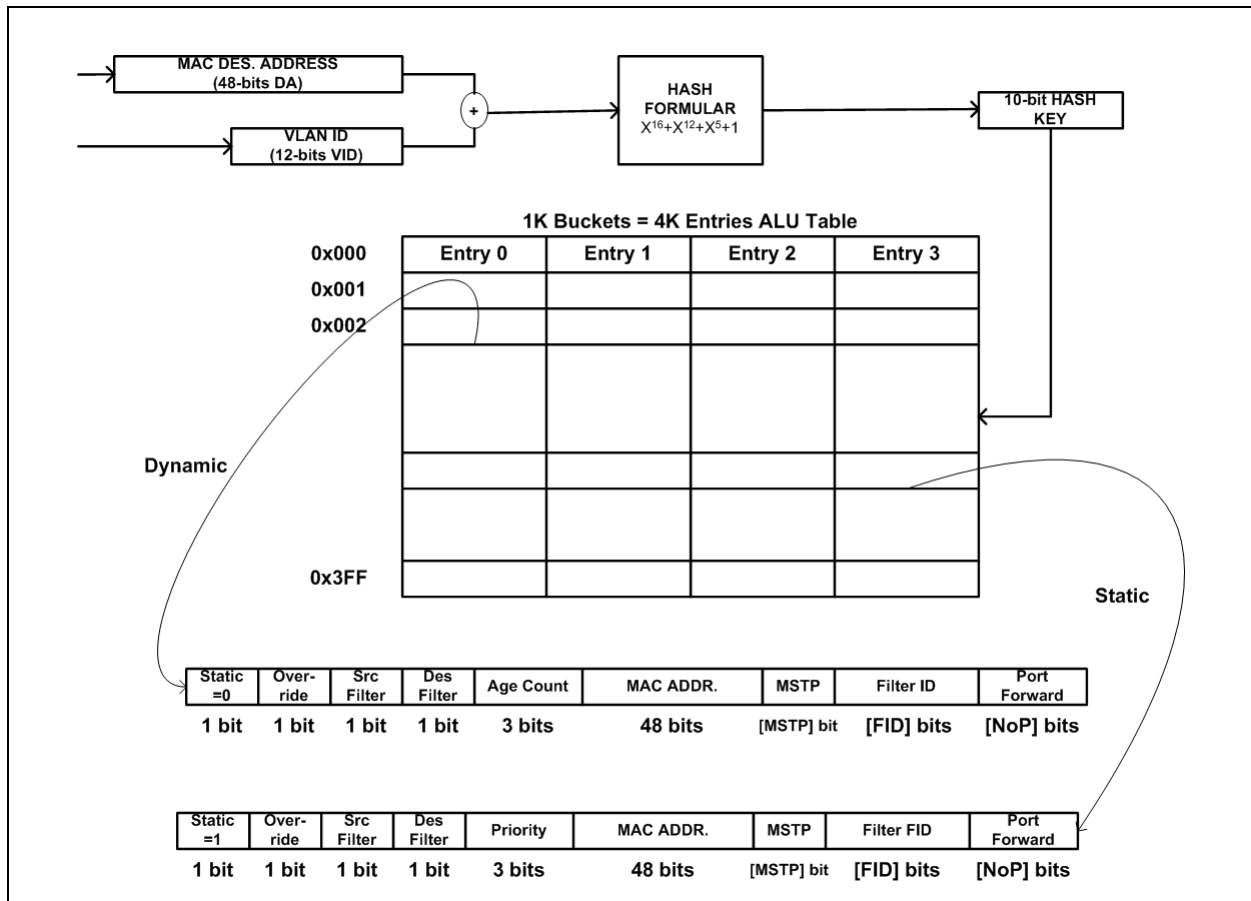 MAC DES. ADDRESS
(48-bits DA)
VLAN ID
(12-bits VID)
+
HASH
FORMULAR
X¹⁶+X¹²+X⁵+1
10-bit HASH
KEY
1K Buckets = 4K Entries ALU Table
0x000 Entry 0 Entry 1 Entry 2 Entry 3
0x001
0x002
Dynamic
0x3FF
Static
Static Over- Src Des Age Count MAC ADDR. MSTP Filter ID Port
=0 ride Filter Filter Forward
1 bit 1 bit 1 bit 1 bit 3 bits 48 bits [MSTP] bit [FID] bits [NoP] bits
Static Over- Src Des Priority MAC ADDR. MSTP Filter FID Port
=1 ride Filter Filter Forward
1 bit 1 bit 1 bit 1 bit 3 bits 48 bits [MSTP] bit [FID] bits [NoP] bits